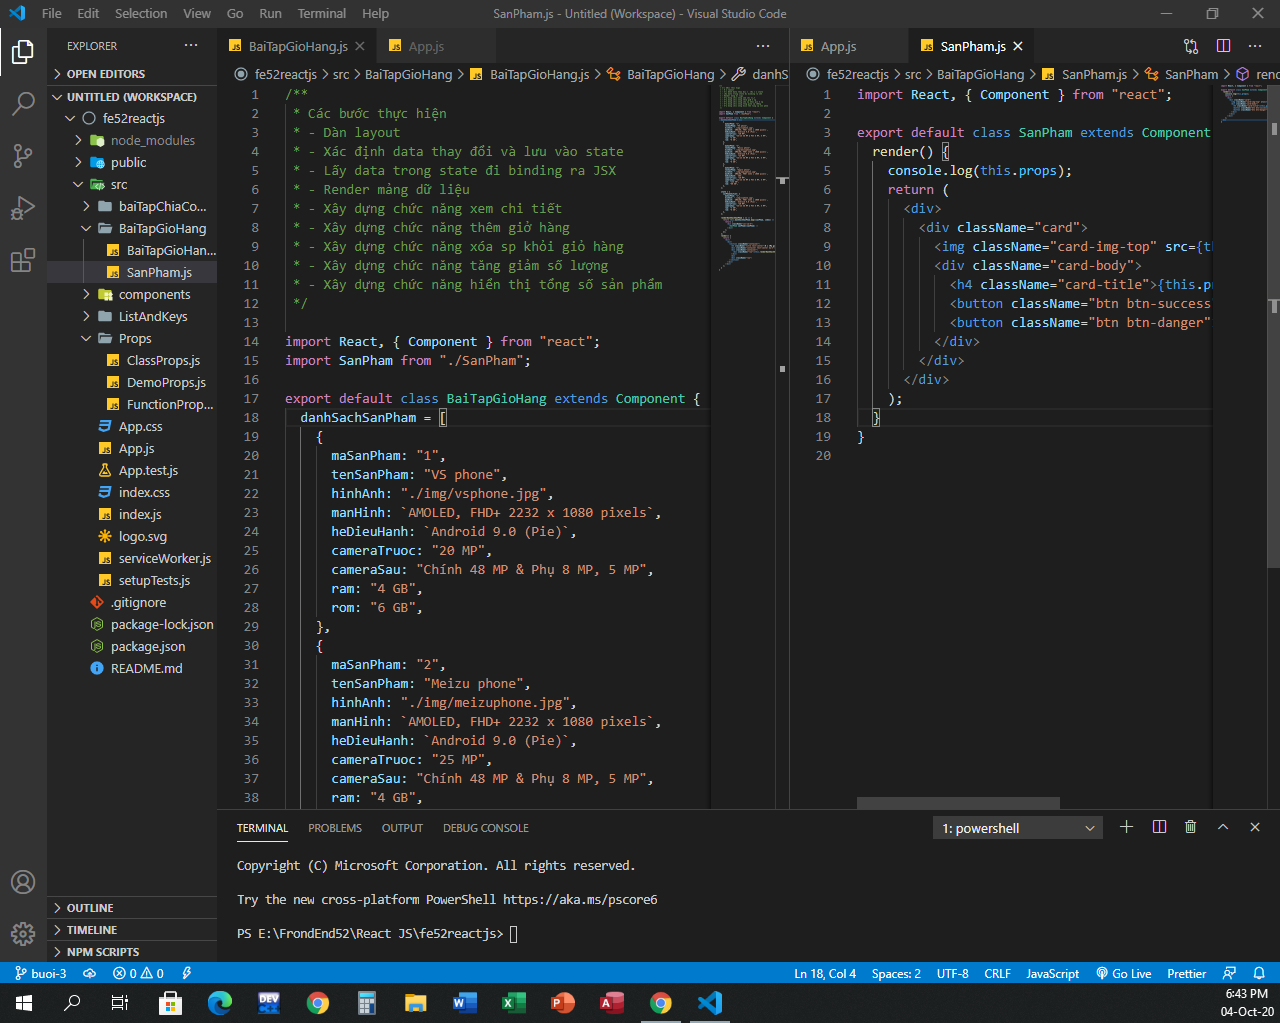 File Edit Selection View Go Run Terminal Help
SanPham.js - Untitled (Workspace) - Visual Studio Code
EXPLORER
OPEN EDITORS
UNTITLED (WORKSPACE)
fe52reactjs
node_modules
public
src
baiTapChiaCo...
BaiTapGioHang
BaiTapGioHan...
SanPham.js
components
ListAndKeys
Props
ClassProps.js
DemoProps.js
FunctionProp...
App.css
App.js
App.test.js
index.css
index.js
logo.svg
serviceWorker.js
setupTests.js
.gitignore
package-lock.json
package.json
README.md
OUTLINE
TIMELINE
NPM SCRIPTS
BaiTapGioHang.js App.js
fe52reactjs > src > BaiTapGioHang > BaiTapGioHang.js > BaiTapGioHang > danhS
1 /**
2 * Các bước thực hiện
3 * - Dàn layout
4 * - Xác định data thay đổi và lưu vào state
5 * - Lấy data trong state đi binding ra JSX
6 * - Render mảng dữ liệu
7 * - Xây dựng chức năng xem chi tiết
8 * - Xây dựng chức năng thêm giở hàng
9 * - Xây dựng chức năng xóa sp khỏi giỏ hàng
10 * - Xây dựng chức năng tăng giảm số lượng
11 * - Xây dựng chức năng hiển thị tổng số sản phẩm
12 */
13
14 import React, { Component } from "react";
15 import SanPham from "./SanPham";
16
17 export default class BaiTapGioHang extends Component {
18 danhSachSanPham = [
19 {
20 maSanPham: "1",
21 tenSanPham: "VS phone",
22 hinhAnh: "./img/vsphone.jpg",
23 manHinh: `AMOLED, FHD+ 2232 x 1080 pixels`,
24 heDieuHanh: `Android 9.0 (Pie)`,
25 cameraTruoc: "20 MP",
26 cameraSau: "Chính 48 MP & Phụ 8 MP, 5 MP",
27 ram: "4 GB",
28 rom: "6 GB",
29 },
30 {
31 maSanPham: "2",
32 tenSanPham: "Meizu phone",
33 hinhAnh: "./img/meizuphone.jpg",
34 manHinh: `AMOLED, FHD+ 2232 x 1080 pixels`,
35 heDieuHanh: `Android 9.0 (Pie)`,
36 cameraTruoc: "25 MP",
37 cameraSau: "Chính 48 MP & Phụ 8 MP, 5 MP",
38 ram: "4 GB",
App.js SanPham.js
fe52reactjs > src > BaiTapGioHang > SanPham.js > SanPham > rend
1 import React, { Component } from "react";
2
3 export default class SanPham extends Component
4 render() {
5 console.log(this.props);
6 return (
7 <div>
8 <div className="card">
9 <img className="card-img-top" src={th
10 <div className="card-body">
11 <h4 className="card-title">{this.p
12 <button className="btn btn-success
13 <button className="btn btn-danger"
14 </div>
15 </div>
16 </div>
17 );
18 }
19 }
20
TERMINAL PROBLEMS OUTPUT DEBUG CONSOLE
1: powershell
Copyright (C) Microsoft Corporation. All rights reserved.
Try the new cross-platform PowerShell https://aka.ms/pscore6
PS E:\FrondEnd52\React JS\fe52reactjs>
buoi-3 0 0
Ln 18, Col 4 Spaces: 2 UTF-8 CRLF JavaScript Go Live Prettier
DEV
6:43 PM
04-Oct-20